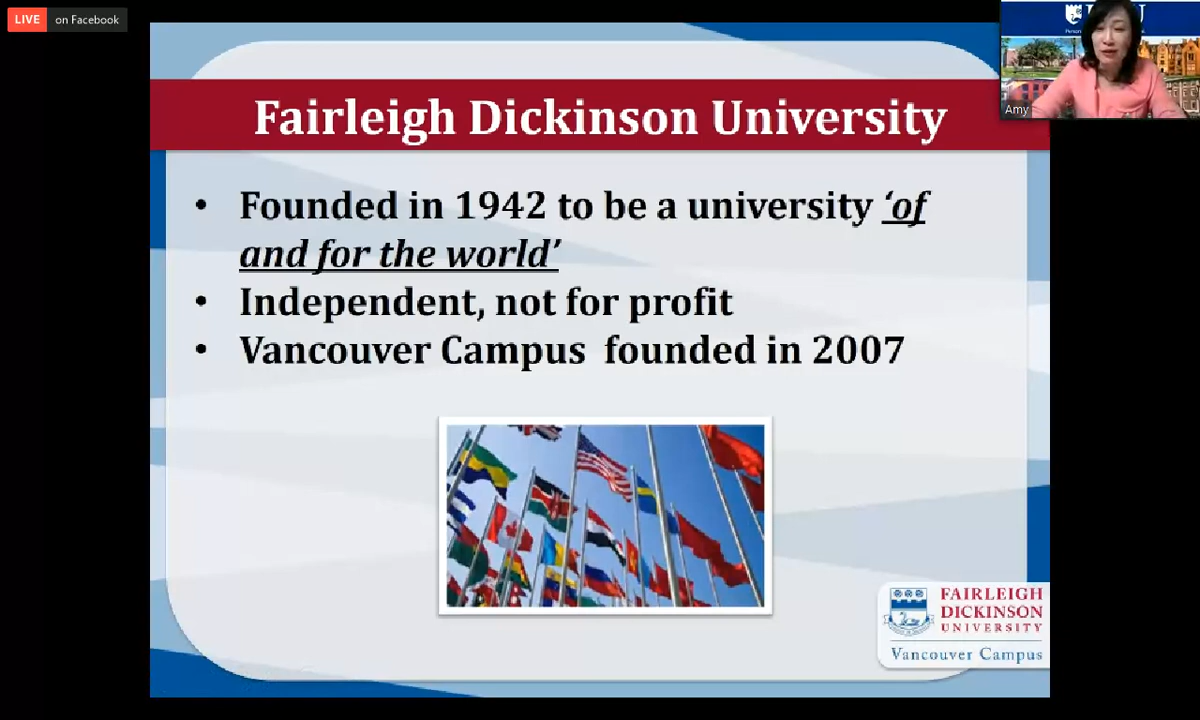 LIVE on Facebook
Fairleigh Dickinson University
• Founded in 1942 to be a university ‘of
and for the world’
• Independent, not for profit
• Vancouver Campus founded in 2007
Amy
FAIRLEIGH
DICKINSON
UNIVERSITY
Vancouver Campus